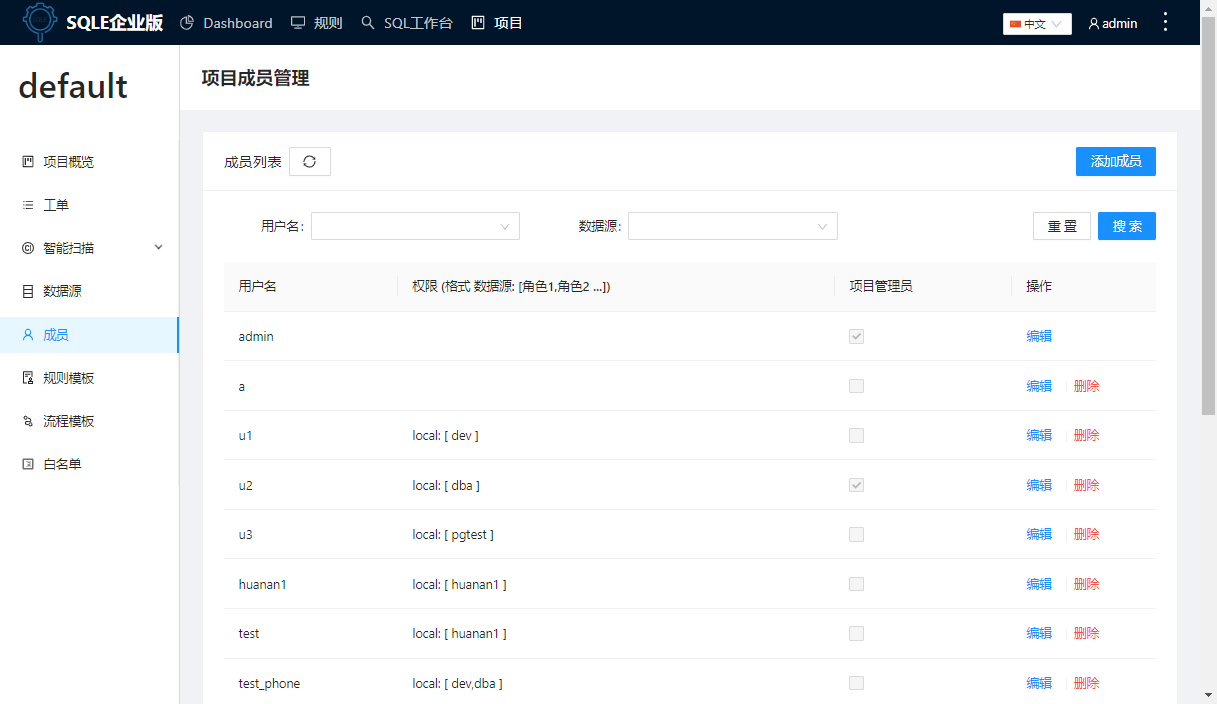 SQLE企业版 Dashboard 规则 SQL工作台 项目 中文 admin
default
项目概览
工单
智能扫描
数据源
成员
规则模板
流程模板
白名单
项目成员管理
成员列表 添加成员
用户名: 数据源: 重 置 搜 索
用户名 权限 (格式 数据源: [角色1,角色2 ...]) 项目管理员 操作
admin 编辑
a 编辑 删除
u1 local: [ dev ] 编辑 删除
u2 local: [ dba ] 编辑 删除
u3 local: [ pgtest ] 编辑 删除
huanan1 local: [ huanan1 ] 编辑 删除
test local: [ huanan1 ] 编辑 删除
test_phone local: [ dev,dba ] 编辑 删除